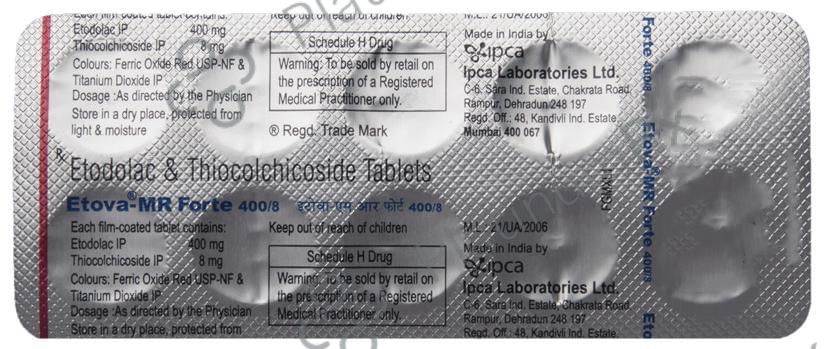 Each film-coated tablet contains:
Etodolac IP 400 mg
Thiocolchicoside IP 8 mg
Colours: Ferric Oxide Red USP-NF &
Titanium Dioxide IP
Dosage :As directed by the Physician
Store in a dry place, protected from
light & moisture
Keep out of reach of children
Schedule H Drug
Warning: To be sold by retail on
the prescription of a Registered
Medical Practitioner only.
® Regd. Trade Mark
M.L.: 21/UA/2006
Made in India by
ipca
Ipca Laboratories Ltd.
C-6, Sara Ind. Estate, Chakrata Road,
Rampur, Dehradun 248 197
Regd. Off.: 48, Kandivli Ind. Estate,
Mumbai 400 067
Rx
Etodolac & Thiocolchicoside Tablets
Etova®-MR Forte 400/8 इटोवा-एम आर फोर्ट 400/8
Each film-coated tablet contains:
Etodolac IP 400 mg
Thiocolchicoside IP 8 mg
Colours: Ferric Oxide Red USP-NF &
Titanium Dioxide IP
Dosage :As directed by the Physician
Store in a dry place, protected from
Keep out of reach of children
Schedule H Drug
Warning: To be sold by retail on
the prescription of a Registered
Medical Practitioner only.
M.L.: 21/UA/2006
Made in India by
ipca
Ipca Laboratories Ltd.
C-6, Sara Ind. Estate, Chakrata Road,
Rampur, Dehradun 248 197
Regd. Off.: 48, Kandivli Ind. Estate,
Forte 400/8
Etova®-MR Forte 400/8
Eto